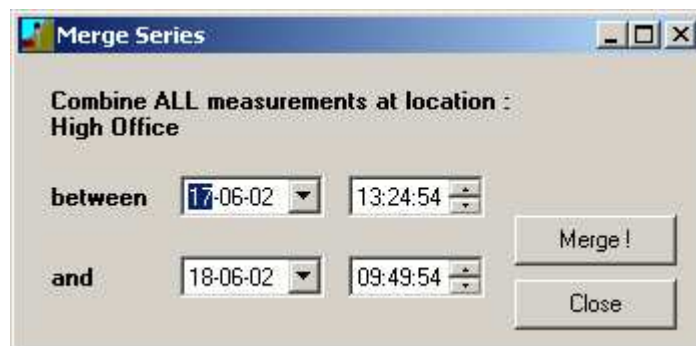 Merge Series
Combine ALL measurements at location :
High Office
between 17-06-02 13:24:54
Merge !
and 18-06-02 09:49:54
Close